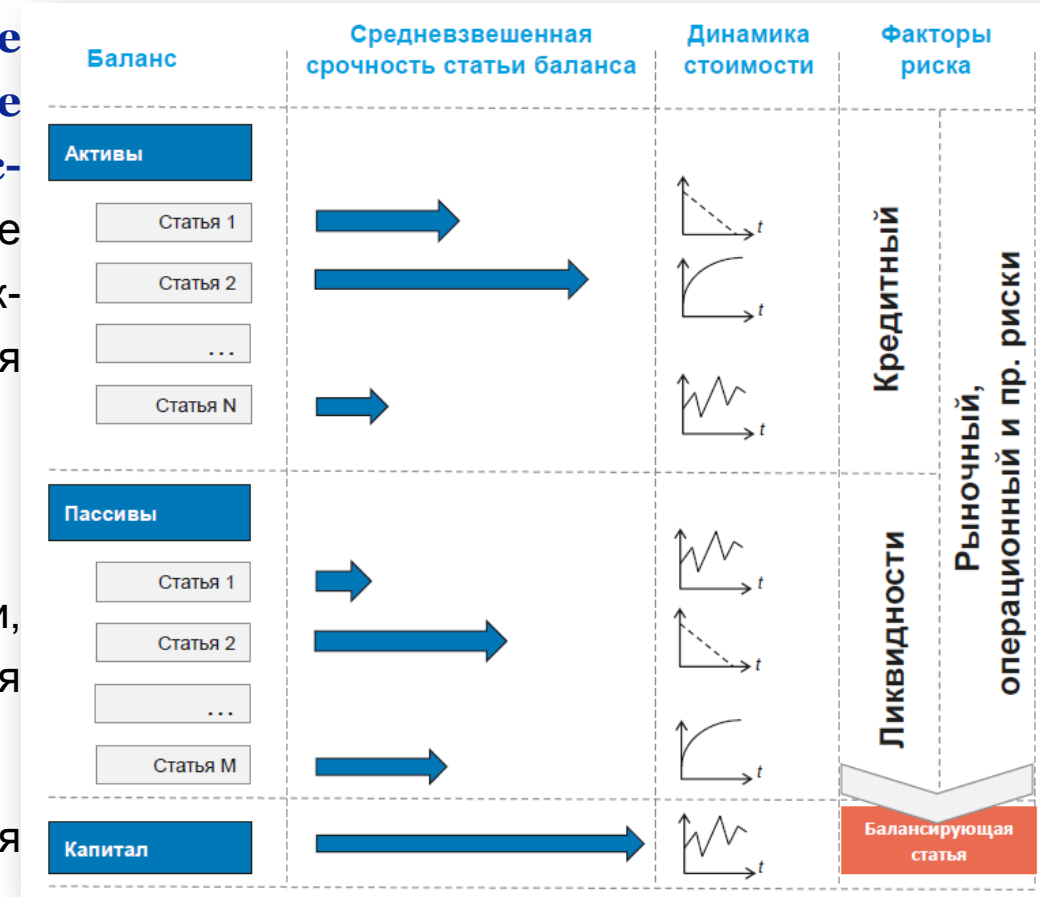 е
е
с-
е
к-
я
и,
я
я
Баланс
Средневзвешенная
срочность статьи баланса
Динамика
стоимости
Факторы
риска
Активы
Статья 1
t
Статья 2
t
...
Статья N
t
Кредитный
Рыночный,
операционный и пр. риски
Пассивы
Статья 1
t
Статья 2
t
...
Статья M
t
Ликвидности
Капитал
t
Балансирующая
статья